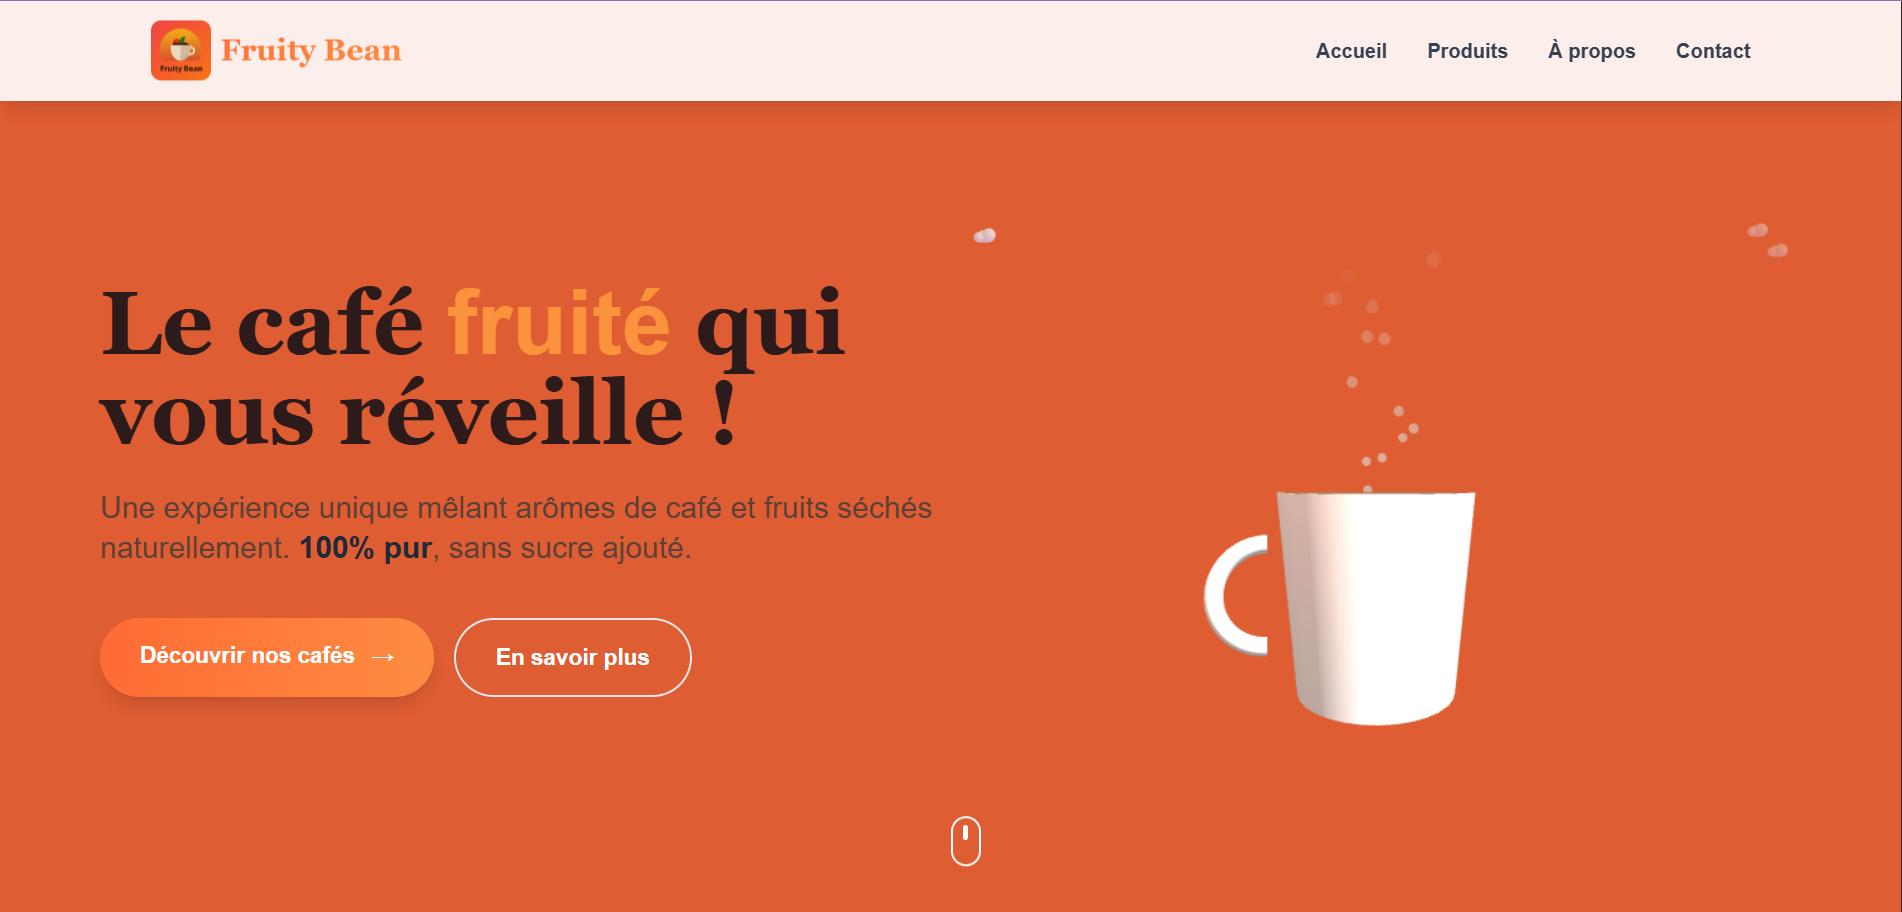 Fruity Bean
Fruity Bean
Accueil
Produits
À propos
Contact
Le café fruité qui
vous réveille !
Une expérience unique mêlant arômes de café et fruits séchés
naturellement. 100% pur, sans sucre ajouté.
Découvrir nos cafés →
En savoir plus